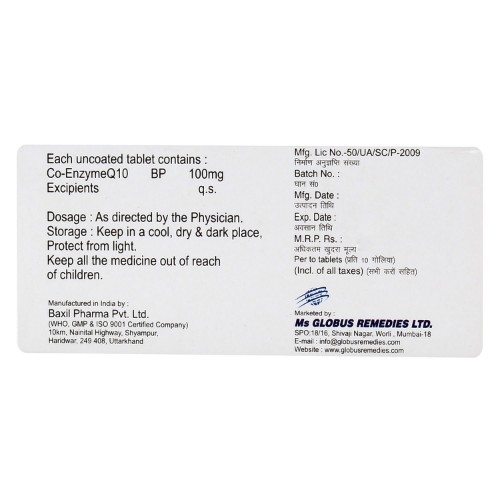 Each uncoated tablet contains :
Co-EnzymeQ10 BP 100mg
Excipients q.s.
Dosage : As directed by the Physician.
Storage : Keep in a cool, dry & dark place,
Protect from light.
Keep all the medicine out of reach
of children.
Manufactured in India by :
Baxil Pharma Pvt. Ltd.
(WHO, GMP & ISO 9001 Certified Company)
10km, Nainital Highway, Shyampur,
Haridwar, 249 408, Uttarkhand
Mfg. Lic No.-50/UA/SC/P-2009
निर्माण अनुज्ञप्ति संख्या
Batch No. :
घान सं०
Mfg. Date :
उत्पादन तिथि
Exp. Date :
अवसान तिथि
M.R.P. Rs :
अधिकतम खुदरा मूल्य
Per to tablets (प्रति 10 गोलिया)
(Incl. of all taxes) (सभी करों सहित)
Marketed by :
Ms GLOBUS REMEDIES LTD.
SPO:18/16, Shivaji Nagar, Worli , Mumbai-18
E-mail : info@globusremedies.com
Website : www.globusremedies.com